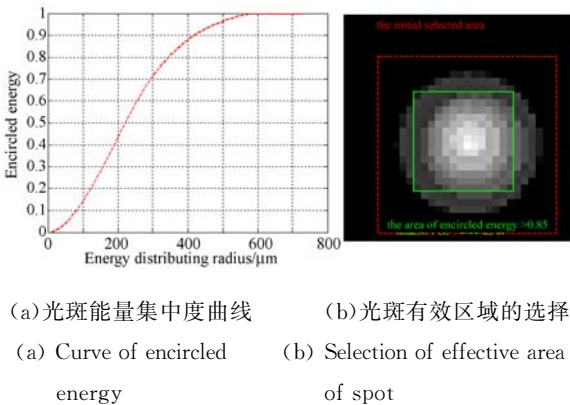 1
0.9
0.8
0.7
0.6
0.5
0.4
0.3
0.2
0.1
0
Encircled energy
0 200 400 600 800
Energy distributing radius/μm
the initial selected area
the area of encircled energy >0.85
(a)光斑能量集中度曲线
(b)光斑有效区域的选择
(a) Curve of encircled energy
(b) Selection of effective area of spot